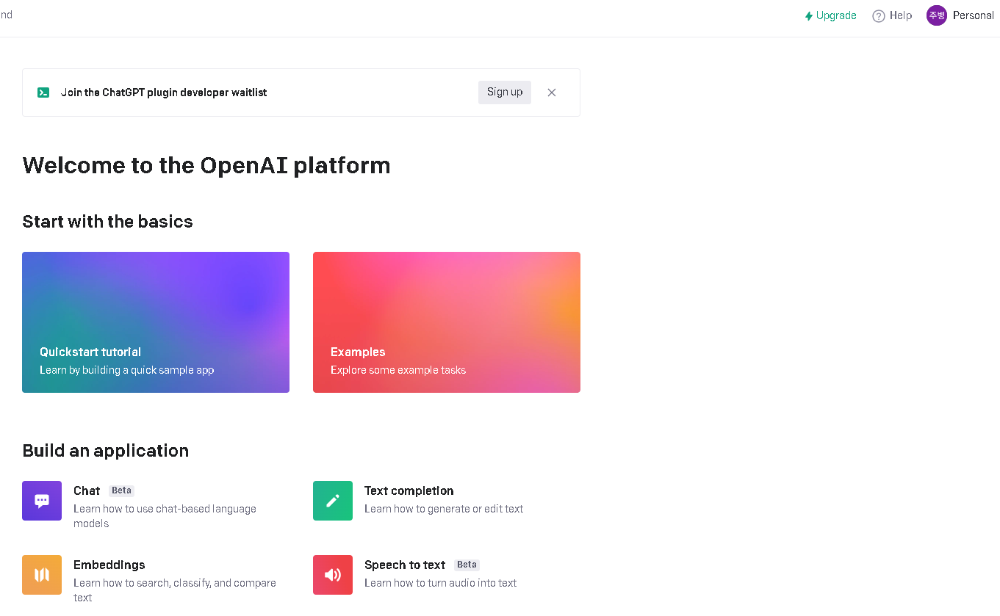 nd
Upgrade
Help
주병
Personal
Join the ChatGPT plugin developer waitlist
Sign up
Welcome to the OpenAI platform
Start with the basics
Quickstart tutorial
Learn by building a quick sample app
Examples
Explore some example tasks
Build an application
Chat Beta
Learn how to use chat-based language
models
Text completion
Learn how to generate or edit text
Embeddings
Learn how to search, classify, and compare
text
Speech to text Beta
Learn how to turn audio into text